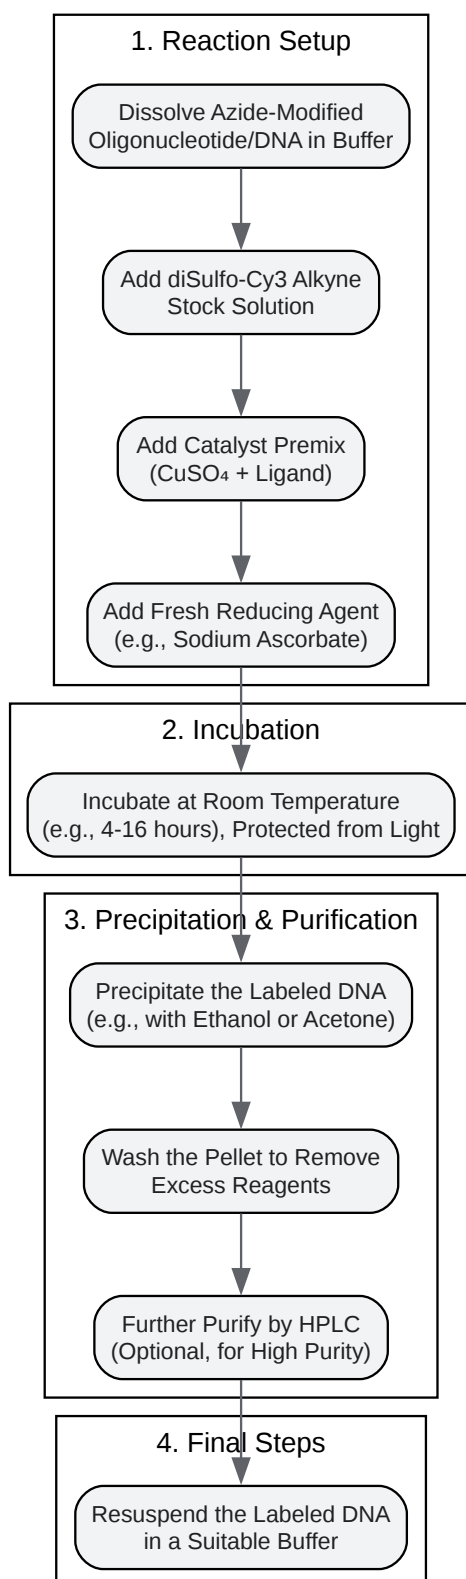 1. Reaction Setup
Dissolve Azide-Modified
Oligonucleotide/DNA in Buffer
Add diSulfo-Cy3 Alkyne
Stock Solution
Add Catalyst Premix
(CuSO₄ + Ligand)
Add Fresh Reducing Agent
(e.g., Sodium Ascorbate)
2. Incubation
Incubate at Room Temperature
(e.g., 4-16 hours), Protected from Light
3. Precipitation & Purification
Precipitate the Labeled DNA
(e.g., with Ethanol or Acetone)
Wash the Pellet to Remove
Excess Reagents
Further Purify by HPLC
(Optional, for High Purity)
4. Final Steps
Resuspend the Labeled DNA
in a Suitable Buffer